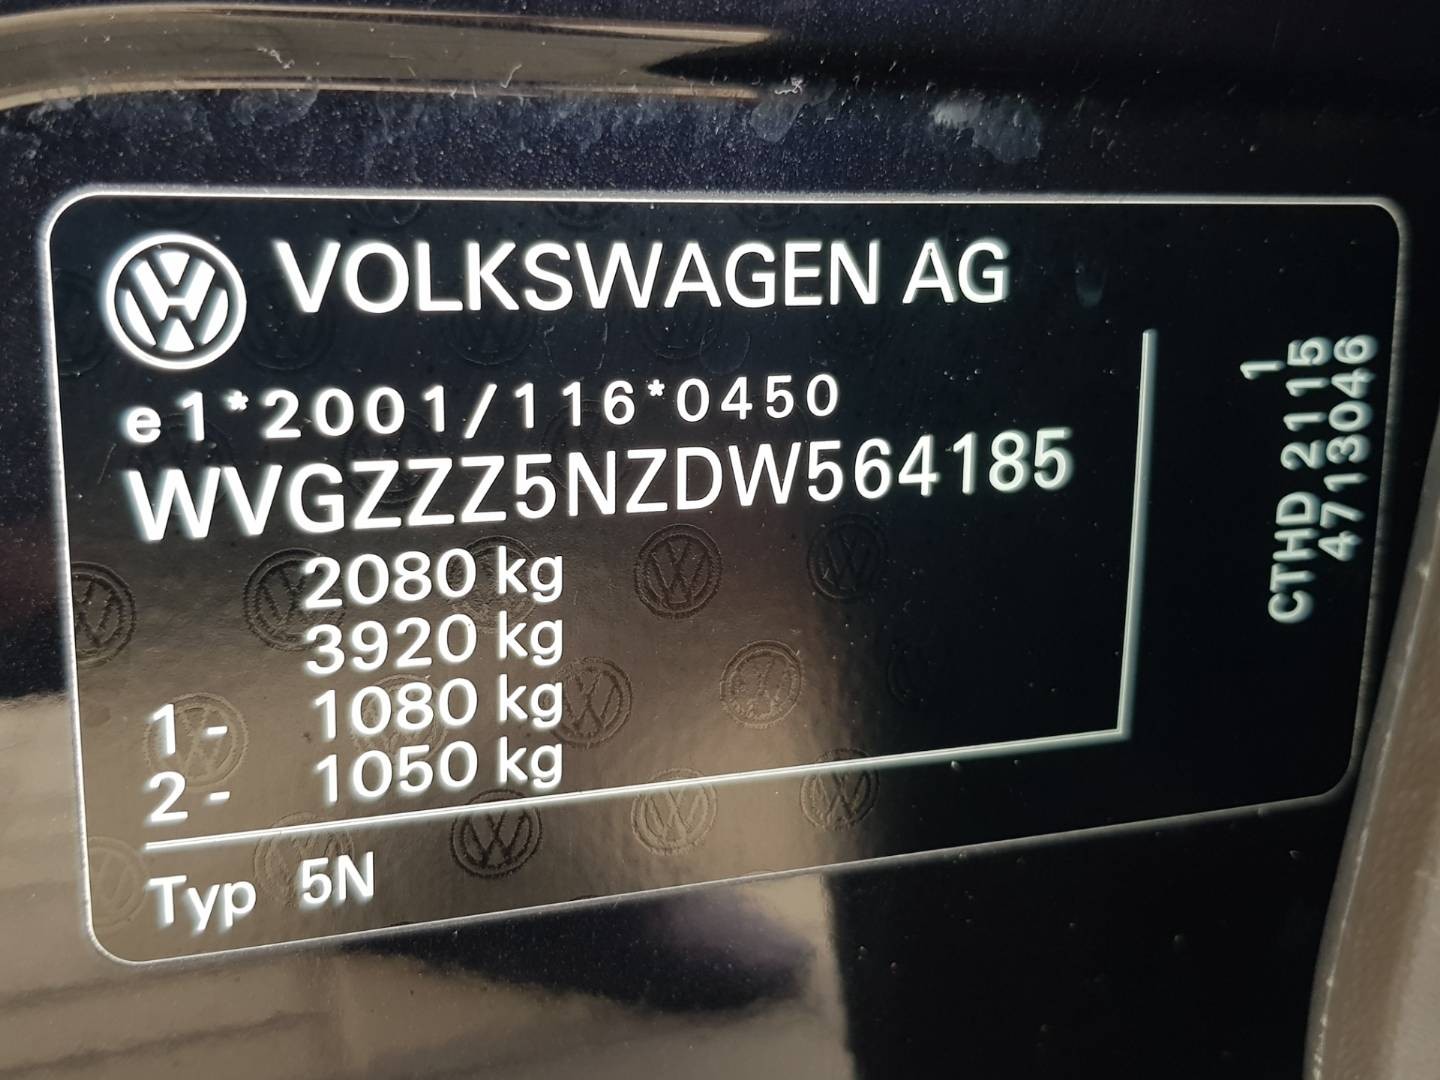 VOLKSWAGEN AG
e1*2001/116*0450
WVGZZZ5NZDW564185
2080 kg
3920 kg
1 - 1080 kg
2 - 1050 kg
Typ 5N
1
CTHD 2115
47130046